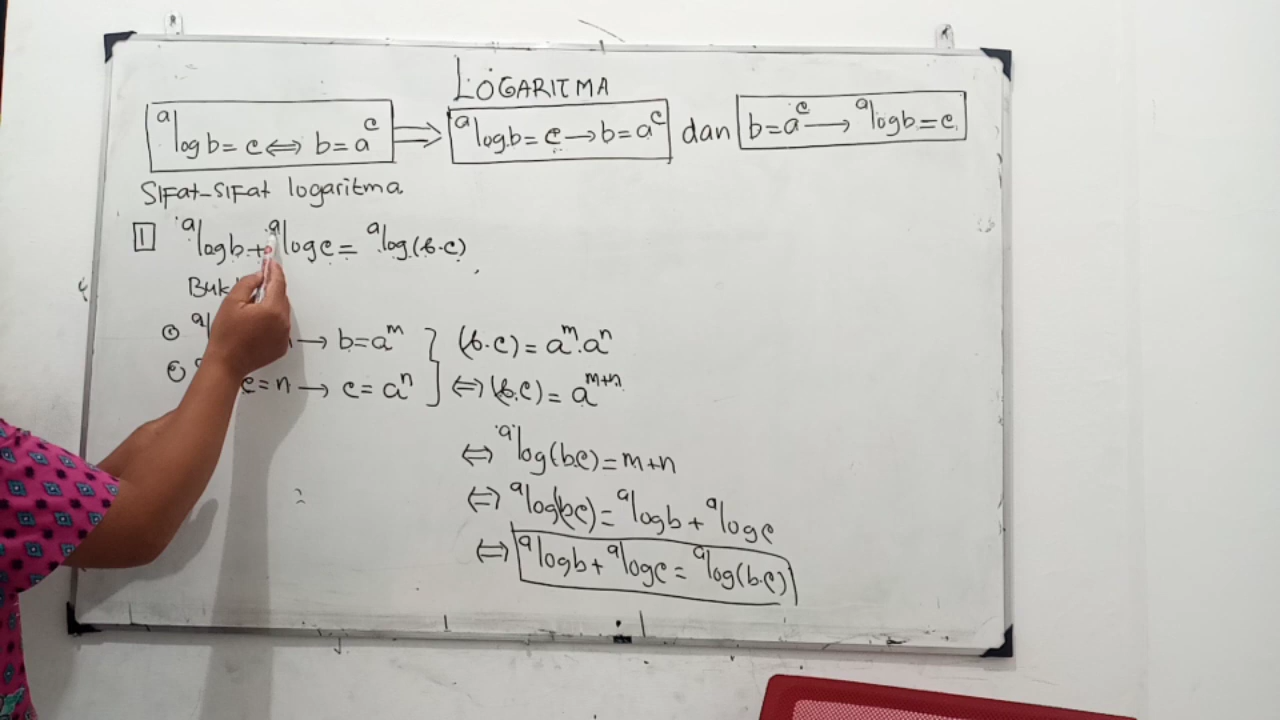 LOGARITMA
ᵃlog b = c ⇔ b = aᶜ ⇒ ᵃlog b = c → b = aᶜ dan b = aᶜ → ᵃlog b = c
Sifat-sifat logaritma
1 ᵃlog b + ᵃlog c = ᵃlog (b.c)
→ b = aᵐ } (b.c) = aᵐ.aⁿ
c = n → c = aⁿ ⇔ (b.c) = aᵐ⁺ⁿ
⇔ ᵃlog (b.c) = m+n
⇔ ᵃlog (bc) = ᵃlog b + ᵃlog c
⇔ ᵃlog b + ᵃlog c = ᵃlog (b.c)